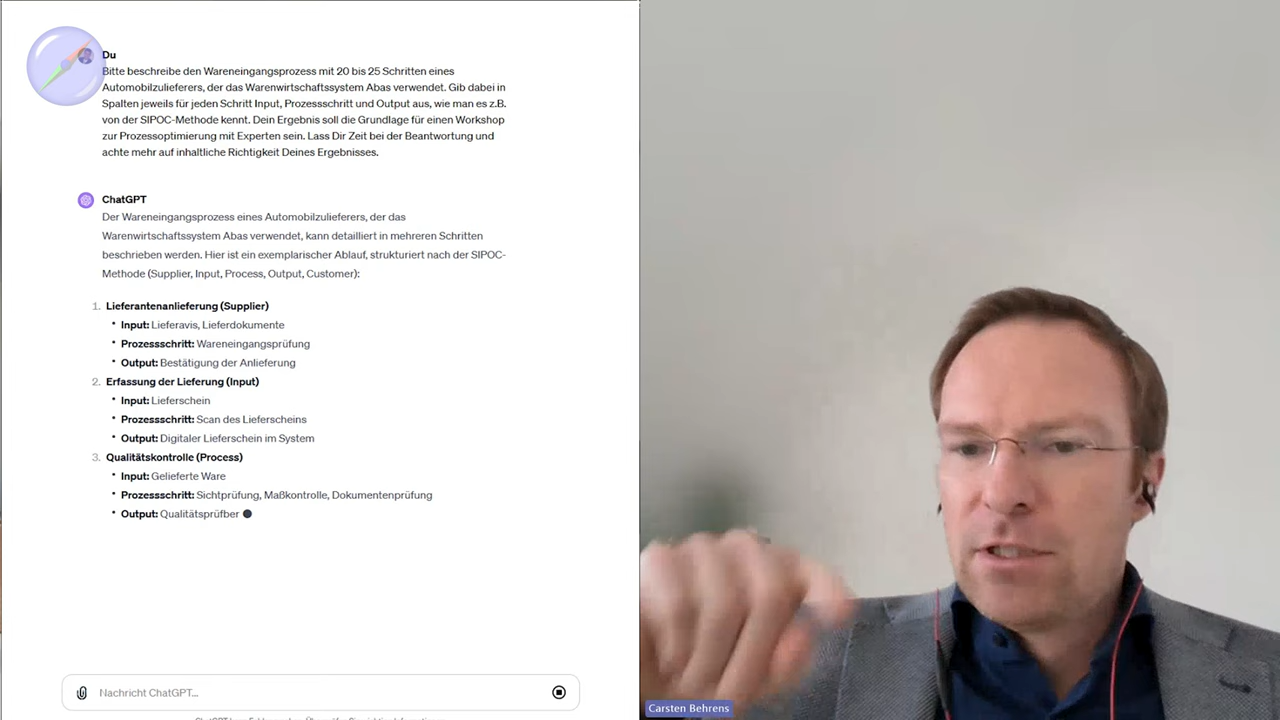 Du
Bitte beschreibe den Wareneingangsprozess mit 20 bis 25 Schritten eines
Automobilzulieferers, der das Warenwirtschaftssystem Abas verwendet. Gib dabei in
Spalten jeweils für jeden Schritt Input, Prozessschritt und Output aus, wie man es z.B.
von der SIPOC-Methode kennt. Dein Ergebnis soll die Grundlage für einen Workshop
zur Prozessoptimierung mit Experten sein. Lass Dir Zeit bei der Beantwortung und
achte mehr auf inhaltliche Richtigkeit Deines Ergebnisses.
ChatGPT
Der Wareneingangsprozess eines Automobilzulieferers, der das
Warenwirtschaftssystem Abas verwendet, kann detailliert in mehreren Schritten
beschrieben werden. Hier ist ein exemplarischer Ablauf, strukturiert nach der SIPOC-
Methode (Supplier, Input, Process, Output, Customer):
1. Lieferantenanlieferung (Supplier)
• Input: Lieferavis, Lieferdokumente
• Prozessschritt: Wareneingangsprüfung
• Output: Bestätigung der Anlieferung
2. Erfassung der Lieferung (Input)
• Input: Lieferschein
• Prozessschritt: Scan des Lieferscheins
• Output: Digitaler Lieferschein im System
3. Qualitätskontrolle (Process)
• Input: Gelieferte Ware
• Prozessschritt: Sichtprüfung, Maßkontrolle, Dokumentenprüfung
• Output: Qualitätsprüfber
Nachricht ChatGPT...
Carsten Behrens